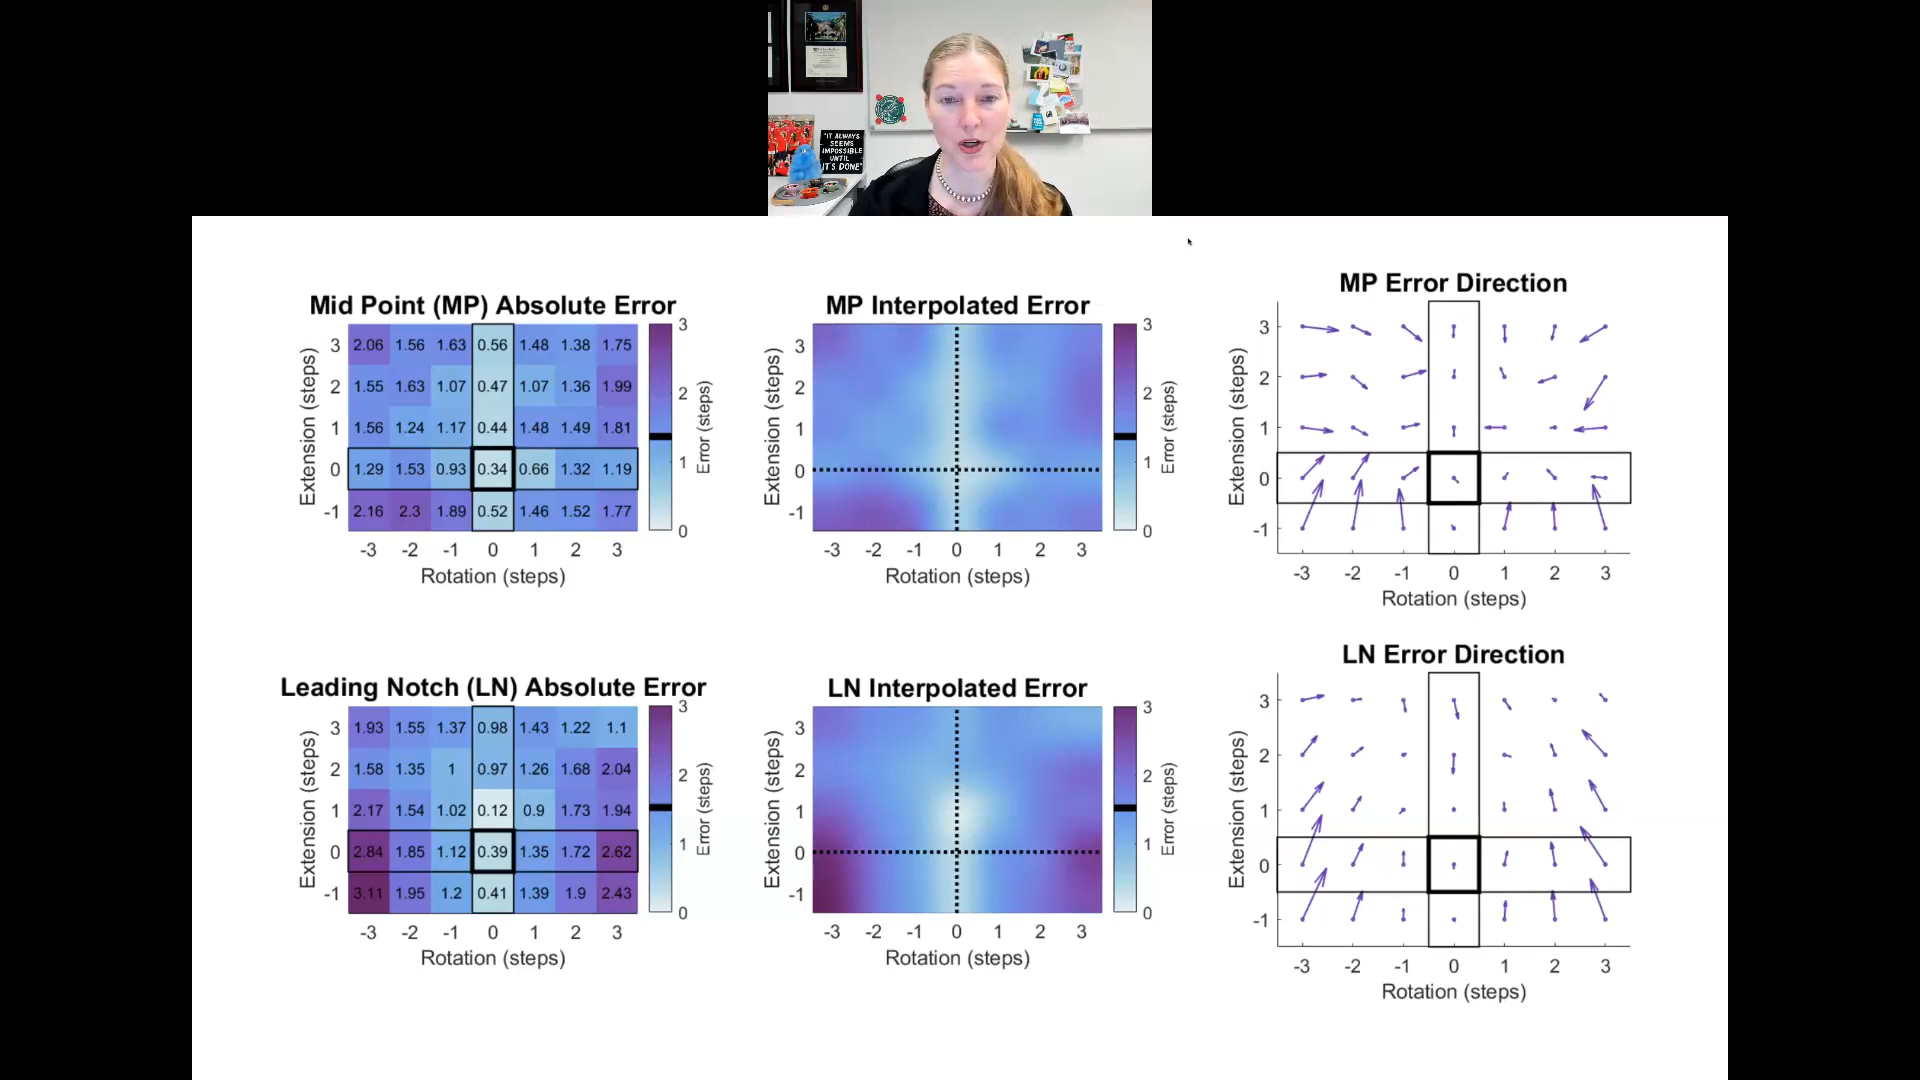 "IT ALWAYS
SEEMS
IMPOSSIBLE
UNTIL
IT'S DONE"
Mid Point (MP) Absolute Error
Extension (steps)
3 2.06 1.56 1.63 0.56 1.48 1.38 1.75
2 1.55 1.63 1.07 0.47 1.07 1.36 1.99
1 1.56 1.24 1.17 0.44 1.48 1.49 1.81
0 1.29 1.53 0.93 0.34 0.66 1.32 1.19
-1 2.16 2.3 1.89 0.52 1.46 1.52 1.77
-3 -2 -1 0 1 2 3
Rotation (steps)
3
2
1
0
Error (steps)
MP Interpolated Error
Extension (steps)
3
2
1
0
-1
-3 -2 -1 0 1 2 3
Rotation (steps)
3
2
1
0
Error (steps)
MP Error Direction
Extension (steps)
3
2
1
0
-1
-3 -2 -1 0 1 2 3
Rotation (steps)
Leading Notch (LN) Absolute Error
Extension (steps)
3 1.93 1.55 1.37 0.98 1.43 1.22 1.1
2 1.58 1.35 1 0.97 1.26 1.68 2.04
1 2.17 1.54 1.02 0.12 0.9 1.73 1.94
0 2.84 1.85 1.12 0.39 1.35 1.72 2.62
-1 3.11 1.95 1.2 0.41 1.39 1.9 2.43
-3 -2 -1 0 1 2 3
Rotation (steps)
3
2
1
0
Error (steps)
LN Interpolated Error
Extension (steps)
3
2
1
0
-1
-3 -2 -1 0 1 2 3
Rotation (steps)
3
2
1
0
Error (steps)
LN Error Direction
Extension (steps)
3
2
1
0
-1
-3 -2 -1 0 1 2 3
Rotation (steps)